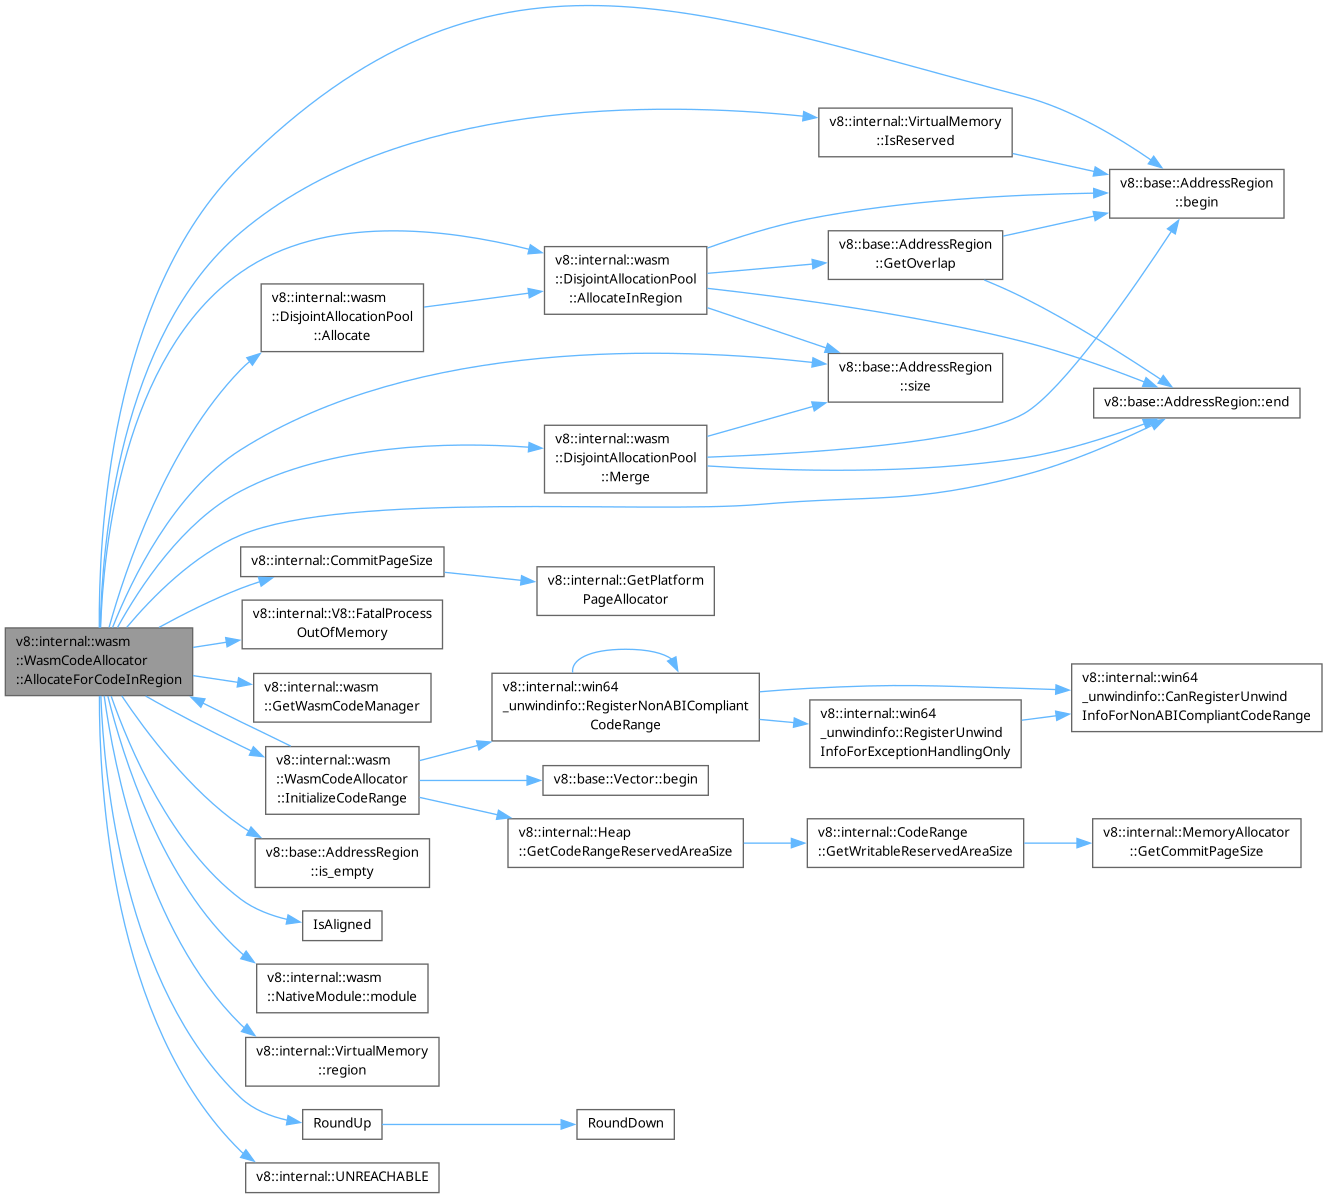 v8::internal::VirtualMemory
::IsReserved
v8::base::AddressRegion
::begin
v8::internal::wasm
::DisjointAllocationPool
::AllocateInRegion
v8::base::AddressRegion
::GetOverlap
v8::internal::wasm
::DisjointAllocationPool
::Allocate
v8::base::AddressRegion
::size
v8::base::AddressRegion::end
v8::internal::wasm
::DisjointAllocationPool
::Merge
v8::internal::CommitPageSize
v8::internal::GetPlatform
PageAllocator
v8::internal::V8::FatalProcess
OutOfMemory
v8::internal::wasm
::WasmCodeAllocator
::AllocateForCodeInRegion
v8::internal::wasm
::GetWasmCodeManager
v8::internal::win64
_unwindinfo::RegisterNonABICompliant
CodeRange
v8::internal::win64
_unwindinfo::CanRegisterUnwind
InfoForNonABICompliantCodeRange
v8::internal::win64
_unwindinfo::RegisterUnwind
InfoForExceptionHandlingOnly
v8::internal::wasm
::WasmCodeAllocator
::InitializeCodeRange
v8::base::Vector::begin
v8::internal::Heap
::GetCodeRangeReservedAreaSize
v8::internal::CodeRange
::GetWritableReservedAreaSize
v8::internal::MemoryAllocator
::GetCommitPageSize
v8::base::AddressRegion
::is_empty
IsAligned
v8::internal::wasm
::NativeModule::module
v8::internal::VirtualMemory
::region
RoundUp
RoundDown
v8::internal::UNREACHABLE